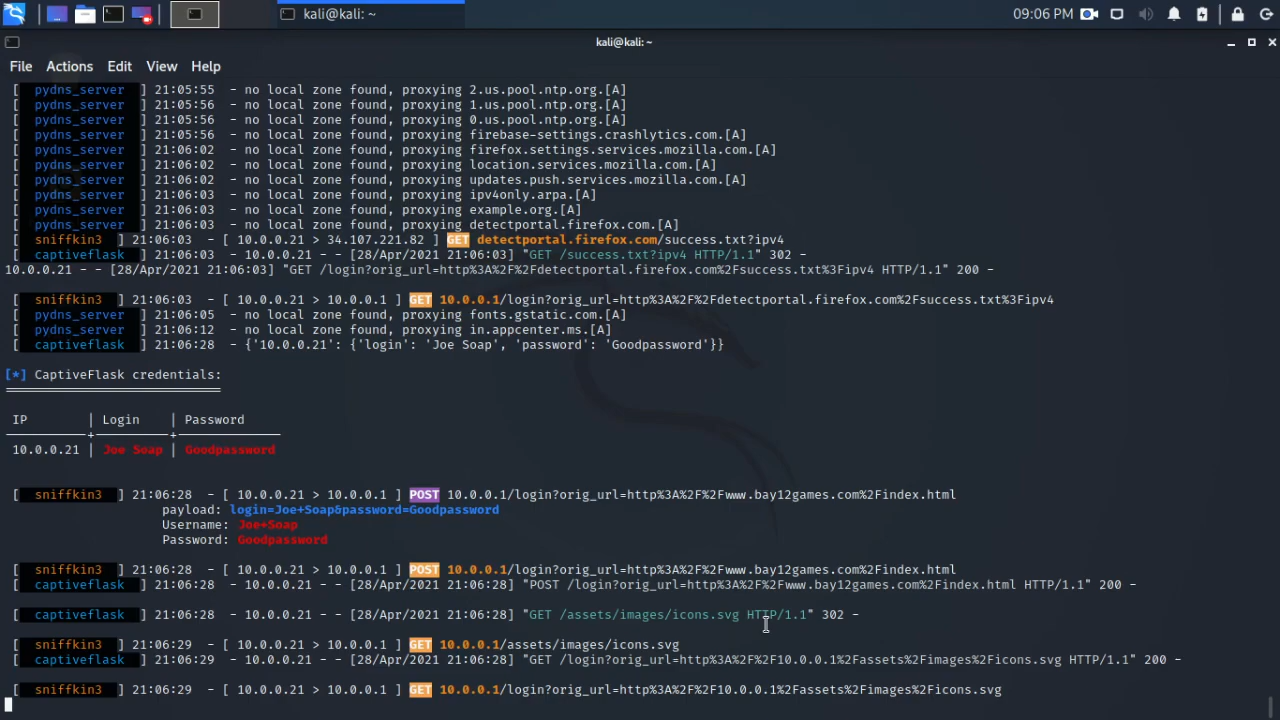 kali@kali: ~
09:06 PM
kali@kali: ~
File Actions Edit View Help
[ pydns_server ] 21:05:55 - no local zone found, proxying 2.us.pool.ntp.org.[A]
[ pydns_server ] 21:05:56 - no local zone found, proxying 1.us.pool.ntp.org.[A]
[ pydns_server ] 21:05:56 - no local zone found, proxying 0.us.pool.ntp.org.[A]
[ pydns_server ] 21:05:56 - no local zone found, proxying firebase-settings.crashlytics.com.[A]
[ pydns_server ] 21:06:02 - no local zone found, proxying firefox.settings.services.mozilla.com.[A]
[ pydns_server ] 21:06:02 - no local zone found, proxying location.services.mozilla.com.[A]
[ pydns_server ] 21:06:02 - no local zone found, proxying updates.push.services.mozilla.com.[A]
[ pydns_server ] 21:06:03 - no local zone found, proxying ipv4only.arpa.[A]
[ pydns_server ] 21:06:03 - no local zone found, proxying example.org.[A]
[ pydns_server ] 21:06:03 - no local zone found, proxying detectportal.firefox.com.[A]
[ sniffkin3 ] 21:06:03 - [ 10.0.0.21 > 34.107.221.82 ] GET detectportal.firefox.com/success.txt?ipv4
[ captiveflask ] 21:06:03 - 10.0.0.21 - - [28/Apr/2021 21:06:03] "GET /success.txt?ipv4 HTTP/1.1" 302 -
10.0.0.21 - - [28/Apr/2021 21:06:03] "GET /login?orig_url=http%3A%2F%2Fdetectportal.firefox.com%2Fsuccess.txt%3Fipv4 HTTP/1.1" 200 -
[ sniffkin3 ] 21:06:03 - [ 10.0.0.21 > 10.0.0.1 ] GET 10.0.0.1/login?orig_url=http%3A%2F%2Fdetectportal.firefox.com%2Fsuccess.txt%3Fipv4
[ pydns_server ] 21:06:05 - no local zone found, proxying fonts.gstatic.com.[A]
[ pydns_server ] 21:06:12 - no local zone found, proxying in.appcenter.ms.[A]
[ captiveflask ] 21:06:28 - {'10.0.0.21': {'login': 'Joe Soap', 'password': 'Goodpassword'}}
[*] CaptiveFlask credentials:
IP | Login | Password
10.0.0.21 | Joe Soap | Goodpassword
[ sniffkin3 ] 21:06:28 - [ 10.0.0.21 > 10.0.0.1 ] POST 10.0.0.1/login?orig_url=http%3A%2F%2Fwww.bay12games.com%2Findex.html
payload: login=Joe+Soap&password=Goodpassword
Username: Joe+Soap
Password: Goodpassword
[ sniffkin3 ] 21:06:28 - [ 10.0.0.21 > 10.0.0.1 ] POST 10.0.0.1/login?orig_url=http%3A%2F%2Fwww.bay12games.com%2Findex.html
[ captiveflask ] 21:06:28 - 10.0.0.21 - - [28/Apr/2021 21:06:28] "POST /login?orig_url=http%3A%2F%2Fwww.bay12games.com%2Findex.html HTTP/1.1" 200 -
[ captiveflask ] 21:06:28 - 10.0.0.21 - - [28/Apr/2021 21:06:28] "GET /assets/images/icons.svg HTTP/1.1" 302 -
[ sniffkin3 ] 21:06:29 - [ 10.0.0.21 > 10.0.0.1 ] GET 10.0.0.1/assets/images/icons.svg
[ captiveflask ] 21:06:29 - 10.0.0.21 - - [28/Apr/2021 21:06:28] "GET /login?orig_url=http%3A%2F%2F10.0.0.1%2Fassets%2Fimages%2Ficons.svg HTTP/1.1" 200 -
[ sniffkin3 ] 21:06:29 - [ 10.0.0.21 > 10.0.0.1 ] GET 10.0.0.1/login?orig_url=http%3A%2F%2F10.0.0.1%2Fassets%2Fimages%2Ficons.svg